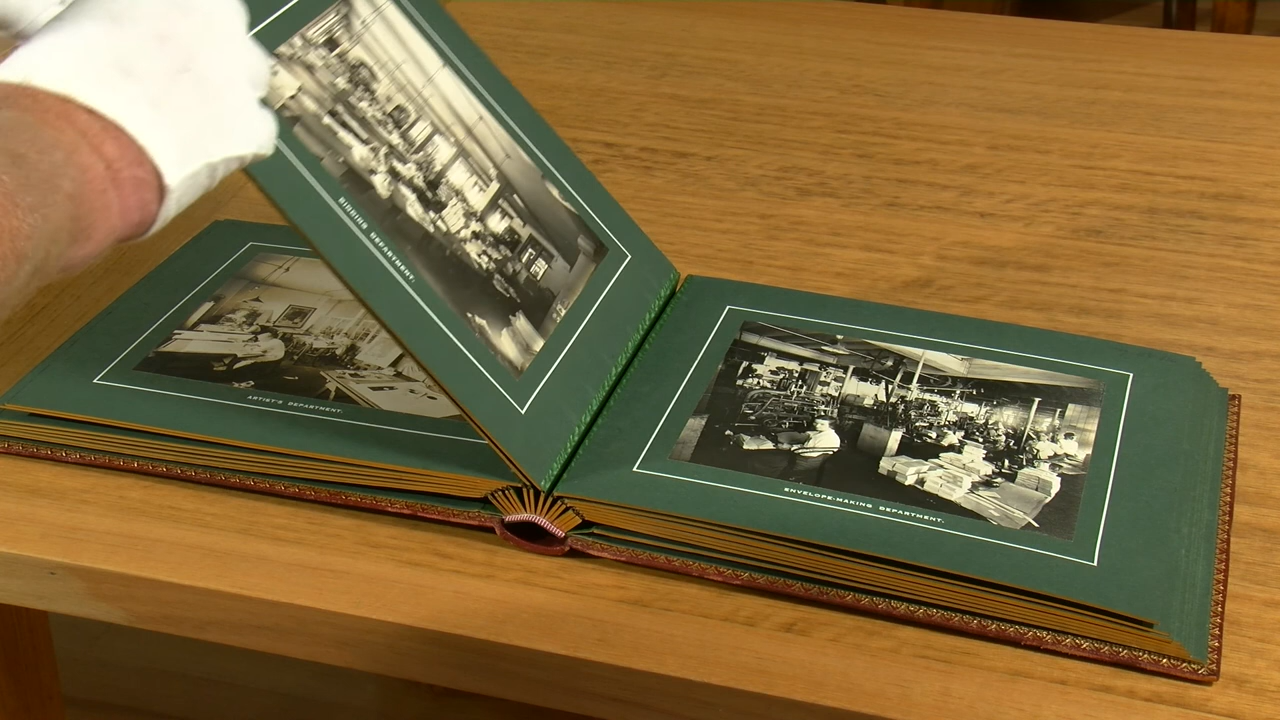 BINDING DEPARTMENT.
ARTIST'S DEPARTMENT.
ENVELOPE-MAKING DEPARTMENT.